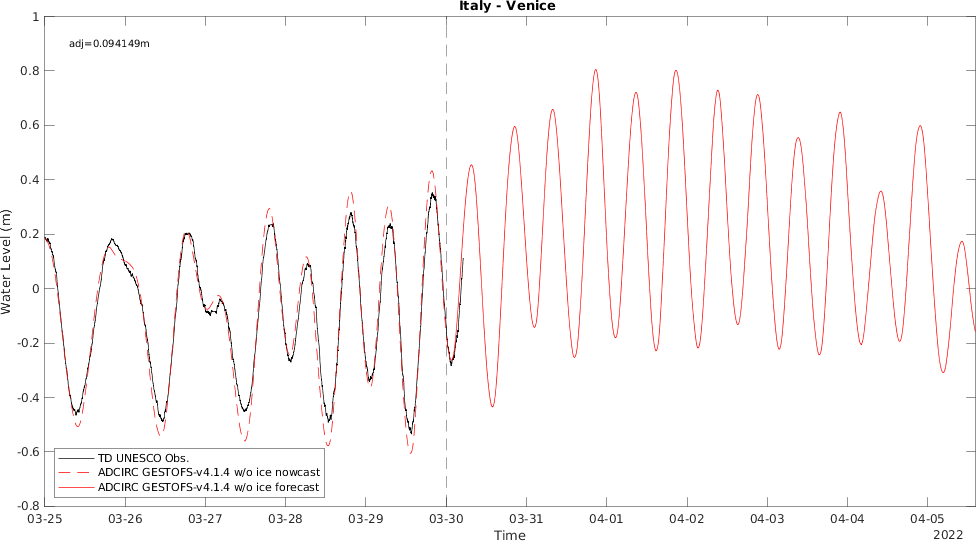 Italy - Venice
adj=0.094149m
Water Level (m)
1
0.8
0.6
0.4
0.2
0
-0.2
-0.4
-0.6
-0.8
TD UNESCO Obs.
ADCIRC GESTOFS-v4.1.4 w/o ice nowcast
ADCIRC GESTOFS-v4.1.4 w/o ice forecast
03-25 03-26 03-27 03-28 03-29 03-30 03-31 04-01 04-02 04-03 04-04 04-05
Time
2022